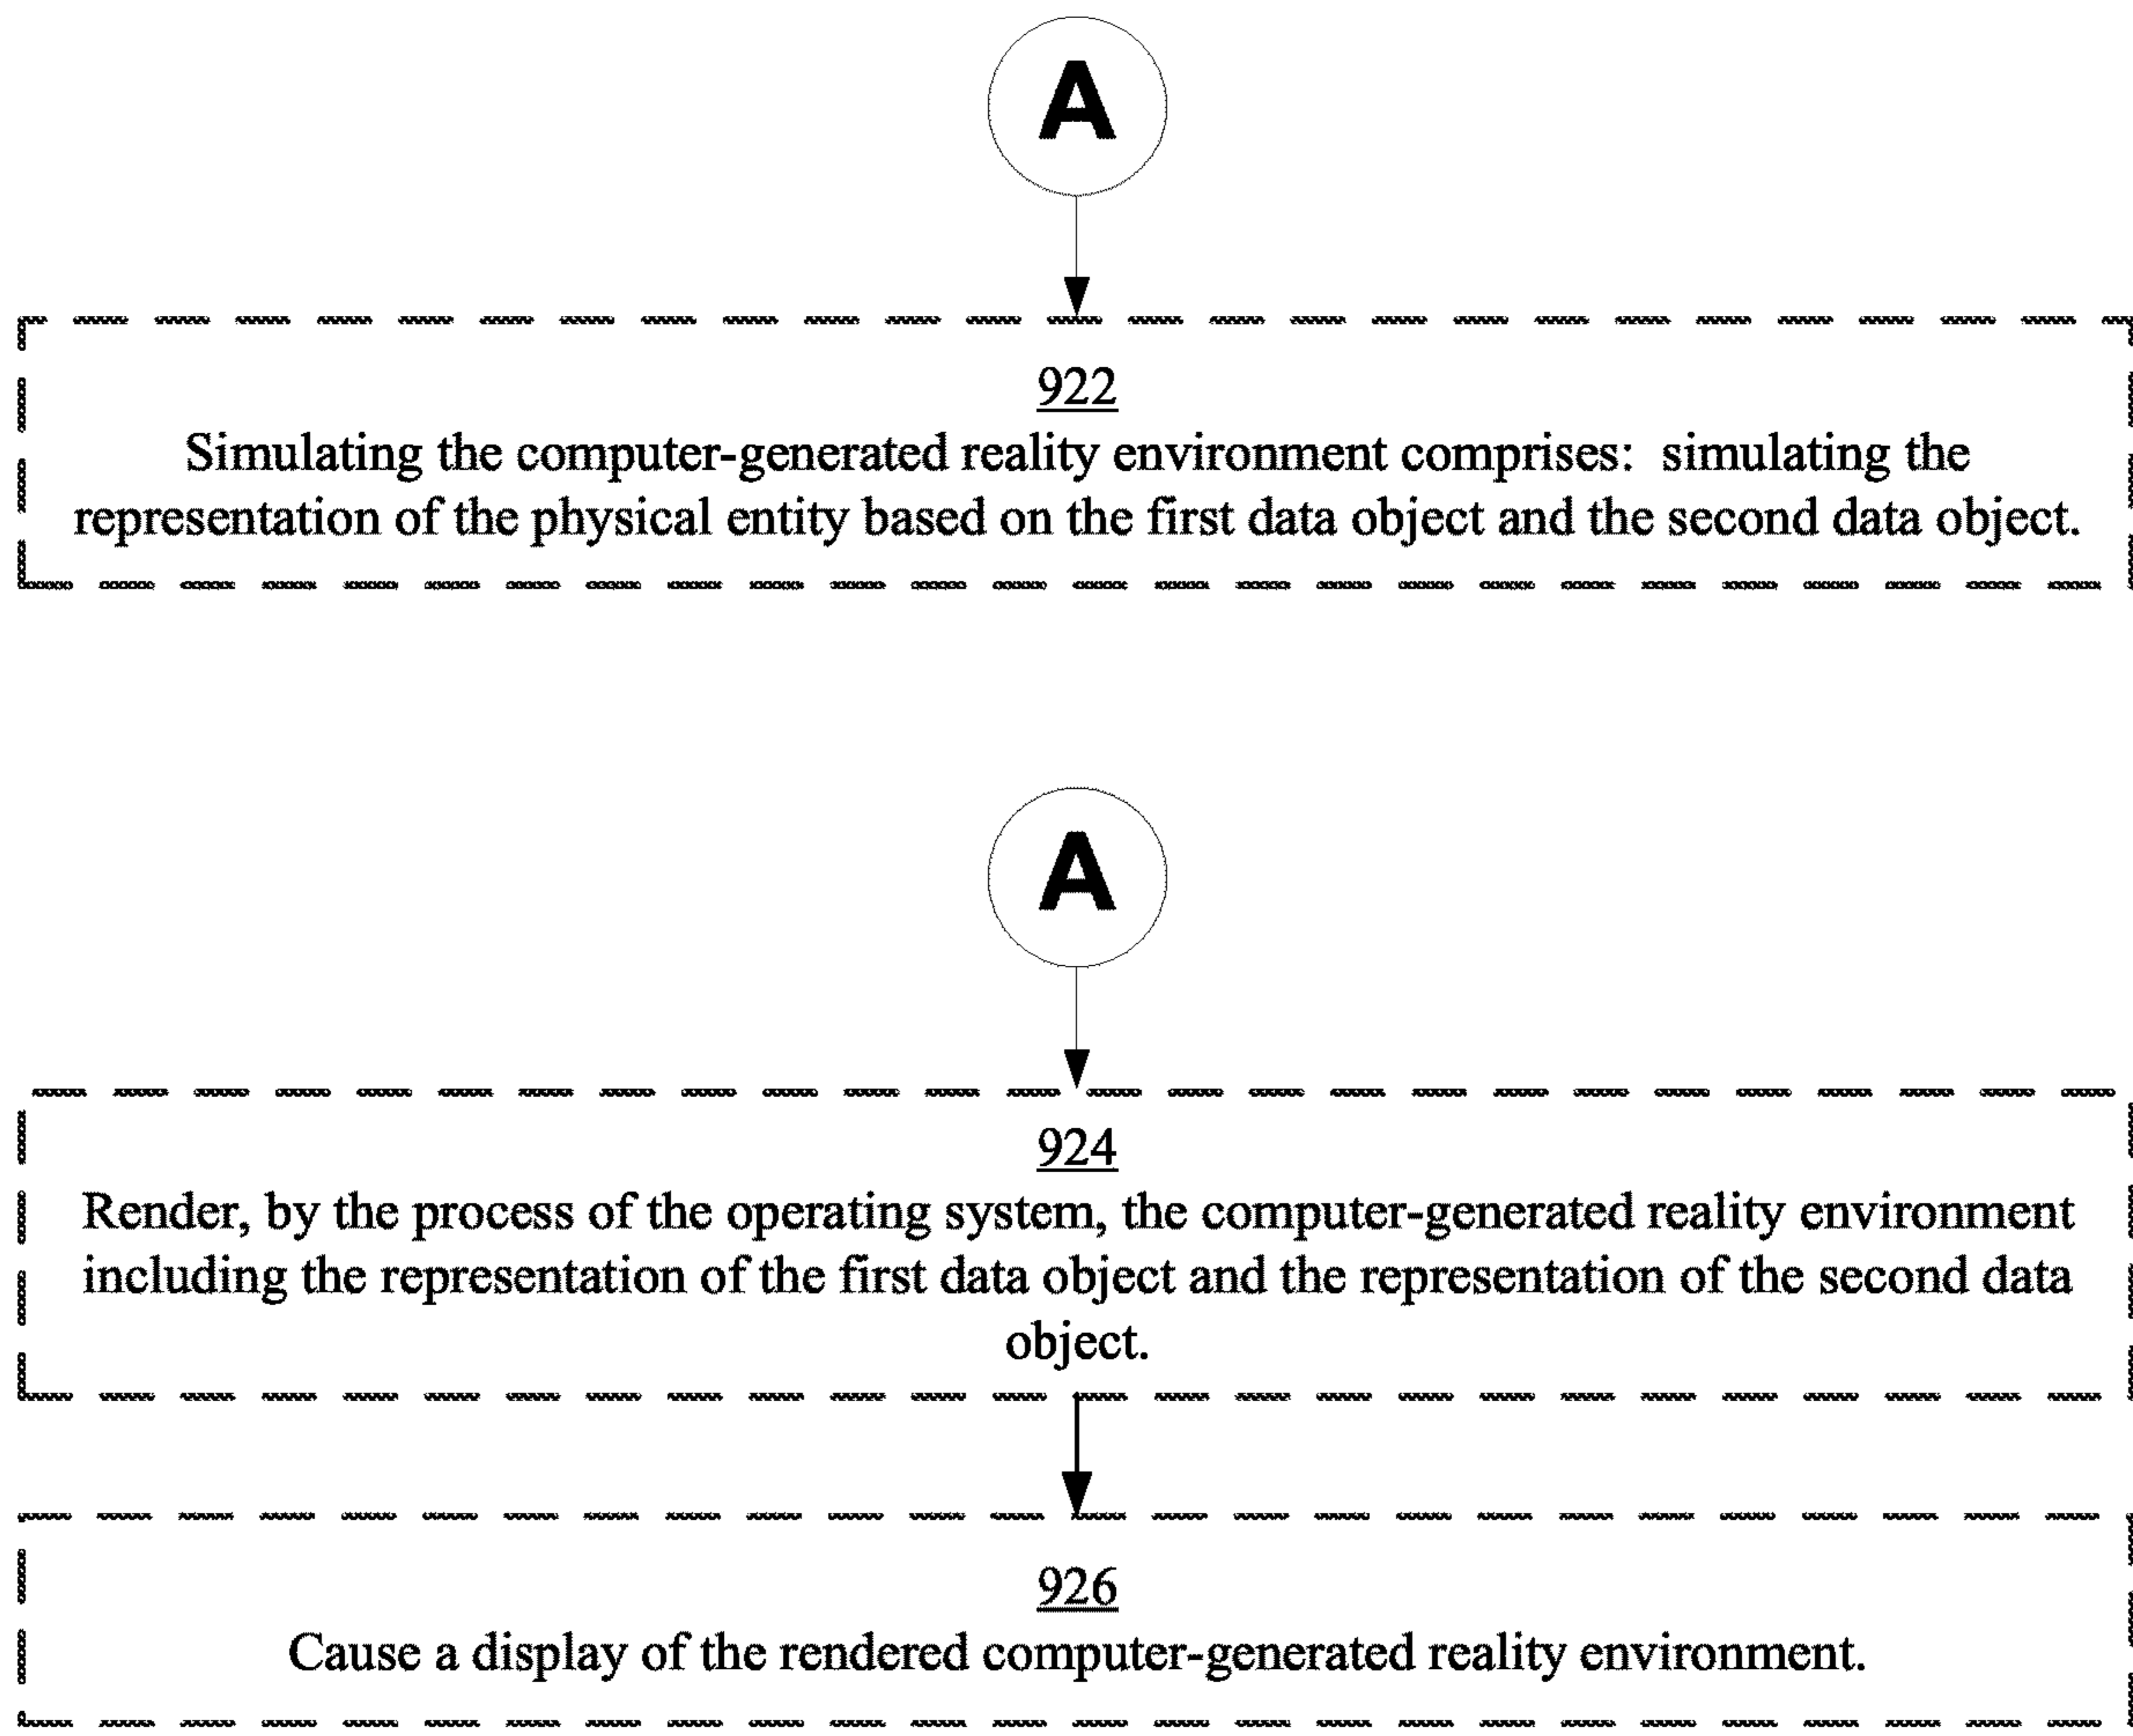 A
922
Simulating the computer-generated reality environment comprises: simulating the
representation of the physical entity based on the first data object and the second data object.
A
924
Render, by the process of the operating system, the computer-generated reality environment
including the representation of the first data object and the representation of the second data
object.
926
Cause a display of the rendered computer-generated reality environment.